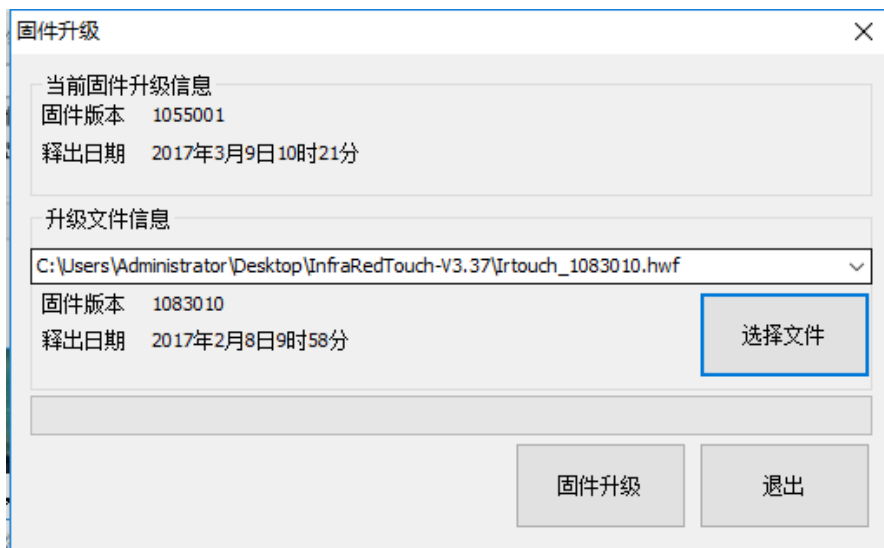 固件升级
当前固件升级信息
固件版本 1055001
释出日期 2017年3月9日10时21分
升级文件信息
C:\Users\Administrator\Desktop\InfraRedTouch-V3.37\Irtouch_1083010.hwf
固件版本 1083010
释出日期 2017年2月8日9时58分
选择文件
固件升级
退出